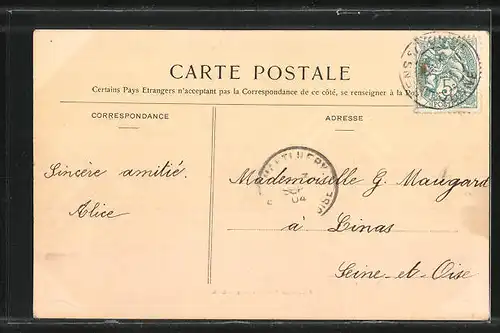 CARTE POSTALE
Certains Pays Etrangers n'acceptant pas la Correspondance de ce côté, se renseigner à la
CORRESPONDANCE
ADRESSE
Sincère amitié.
Alice
Mademoiselle G. Maugard
à Linas
Seine-et-Oise
04